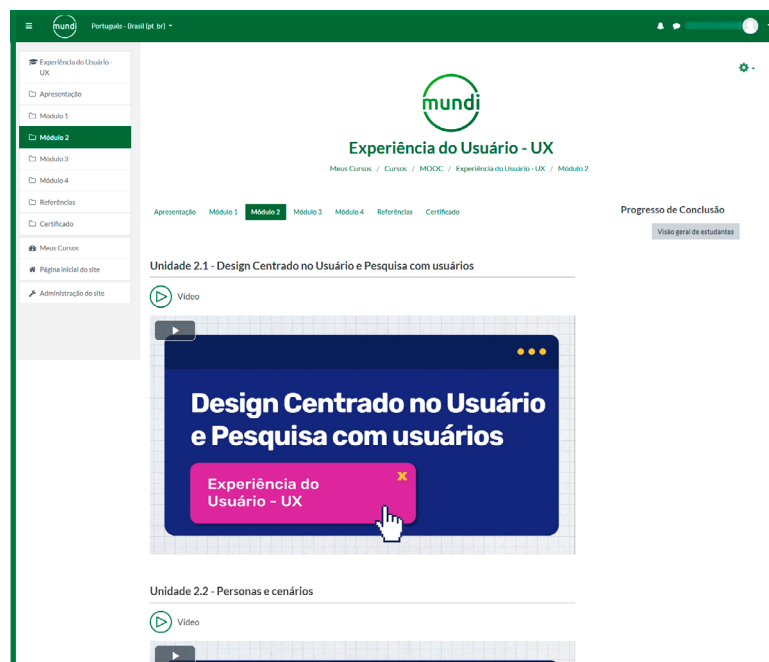 mundi
Português - Brasil (pt_br)
Experiência do Usuário -
UX
Apresentação
Módulo 1
Módulo 2
Módulo 3
Módulo 4
Referências
Certificado
Meus Cursos
Página inicial do site
Administração do site
mundi
Experiência do Usuário - UX
Meus Cursos / Cursos / MOOC / Experiência do Usuário - UX / Módulo 2
Apresentação Módulo 1 Módulo 2 Módulo 3 Módulo 4 Referências Certificado
Progresso de Conclusão
Visão geral de estudantes
Unidade 2.1 - Design Centrado no Usuário e Pesquisa com usuários
Vídeo
Design Centrado no Usuário
e Pesquisa com usuários
Experiência do
Usuário - UX
x
Unidade 2.2 - Personas e cenários
Vídeo